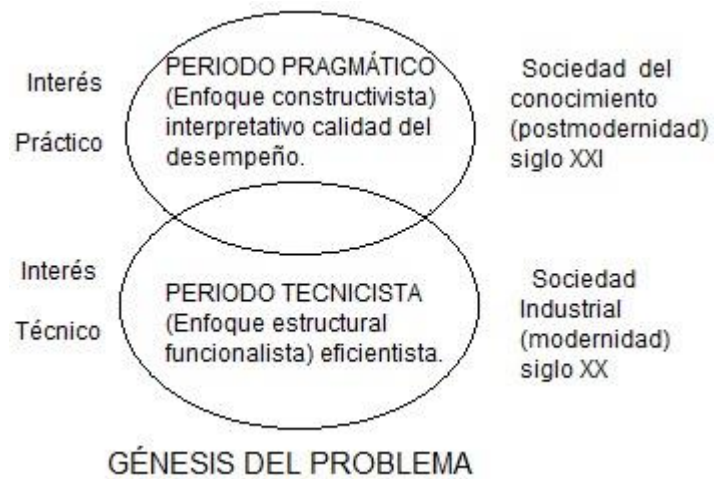 Interés
Práctico
PERIODO PRAGMÁTICO
(Enfoque constructivista)
interpretativo calidad del
desempeño.
Sociedad del
conocimiento
(postmodernidad)
siglo XXI
Interés
Técnico
PERIODO TECNICISTA
(Enfoque estructural
funcionalista) eficientista.
Sociedad
Industrial
(modernidad)
siglo XX
GÉNESIS DEL PROBLEMA